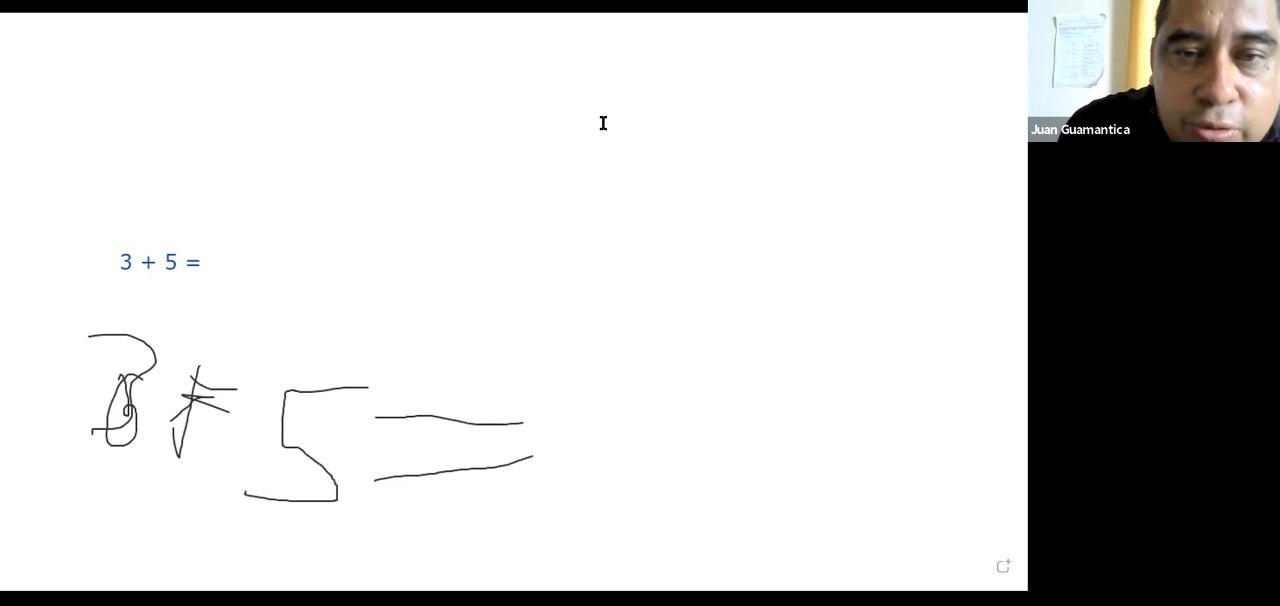 3 + 5 =
3 + 5 =
Juan Guamantica